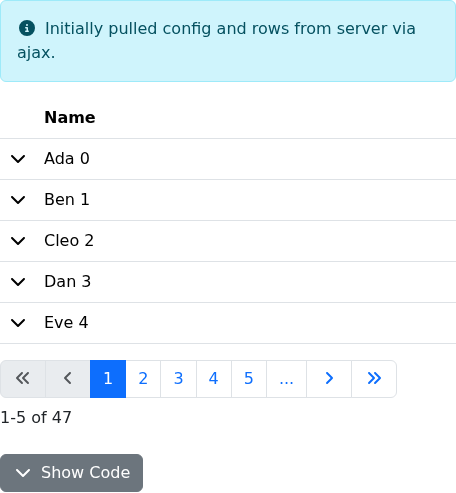 Initially pulled config and rows from server via
ajax.
Name
Ada 0
Ben 1
Cleo 2
Dan 3
Eve 4
« ‹ 1 2 3 4 5 ... › »
1-5 of 47
Show Code